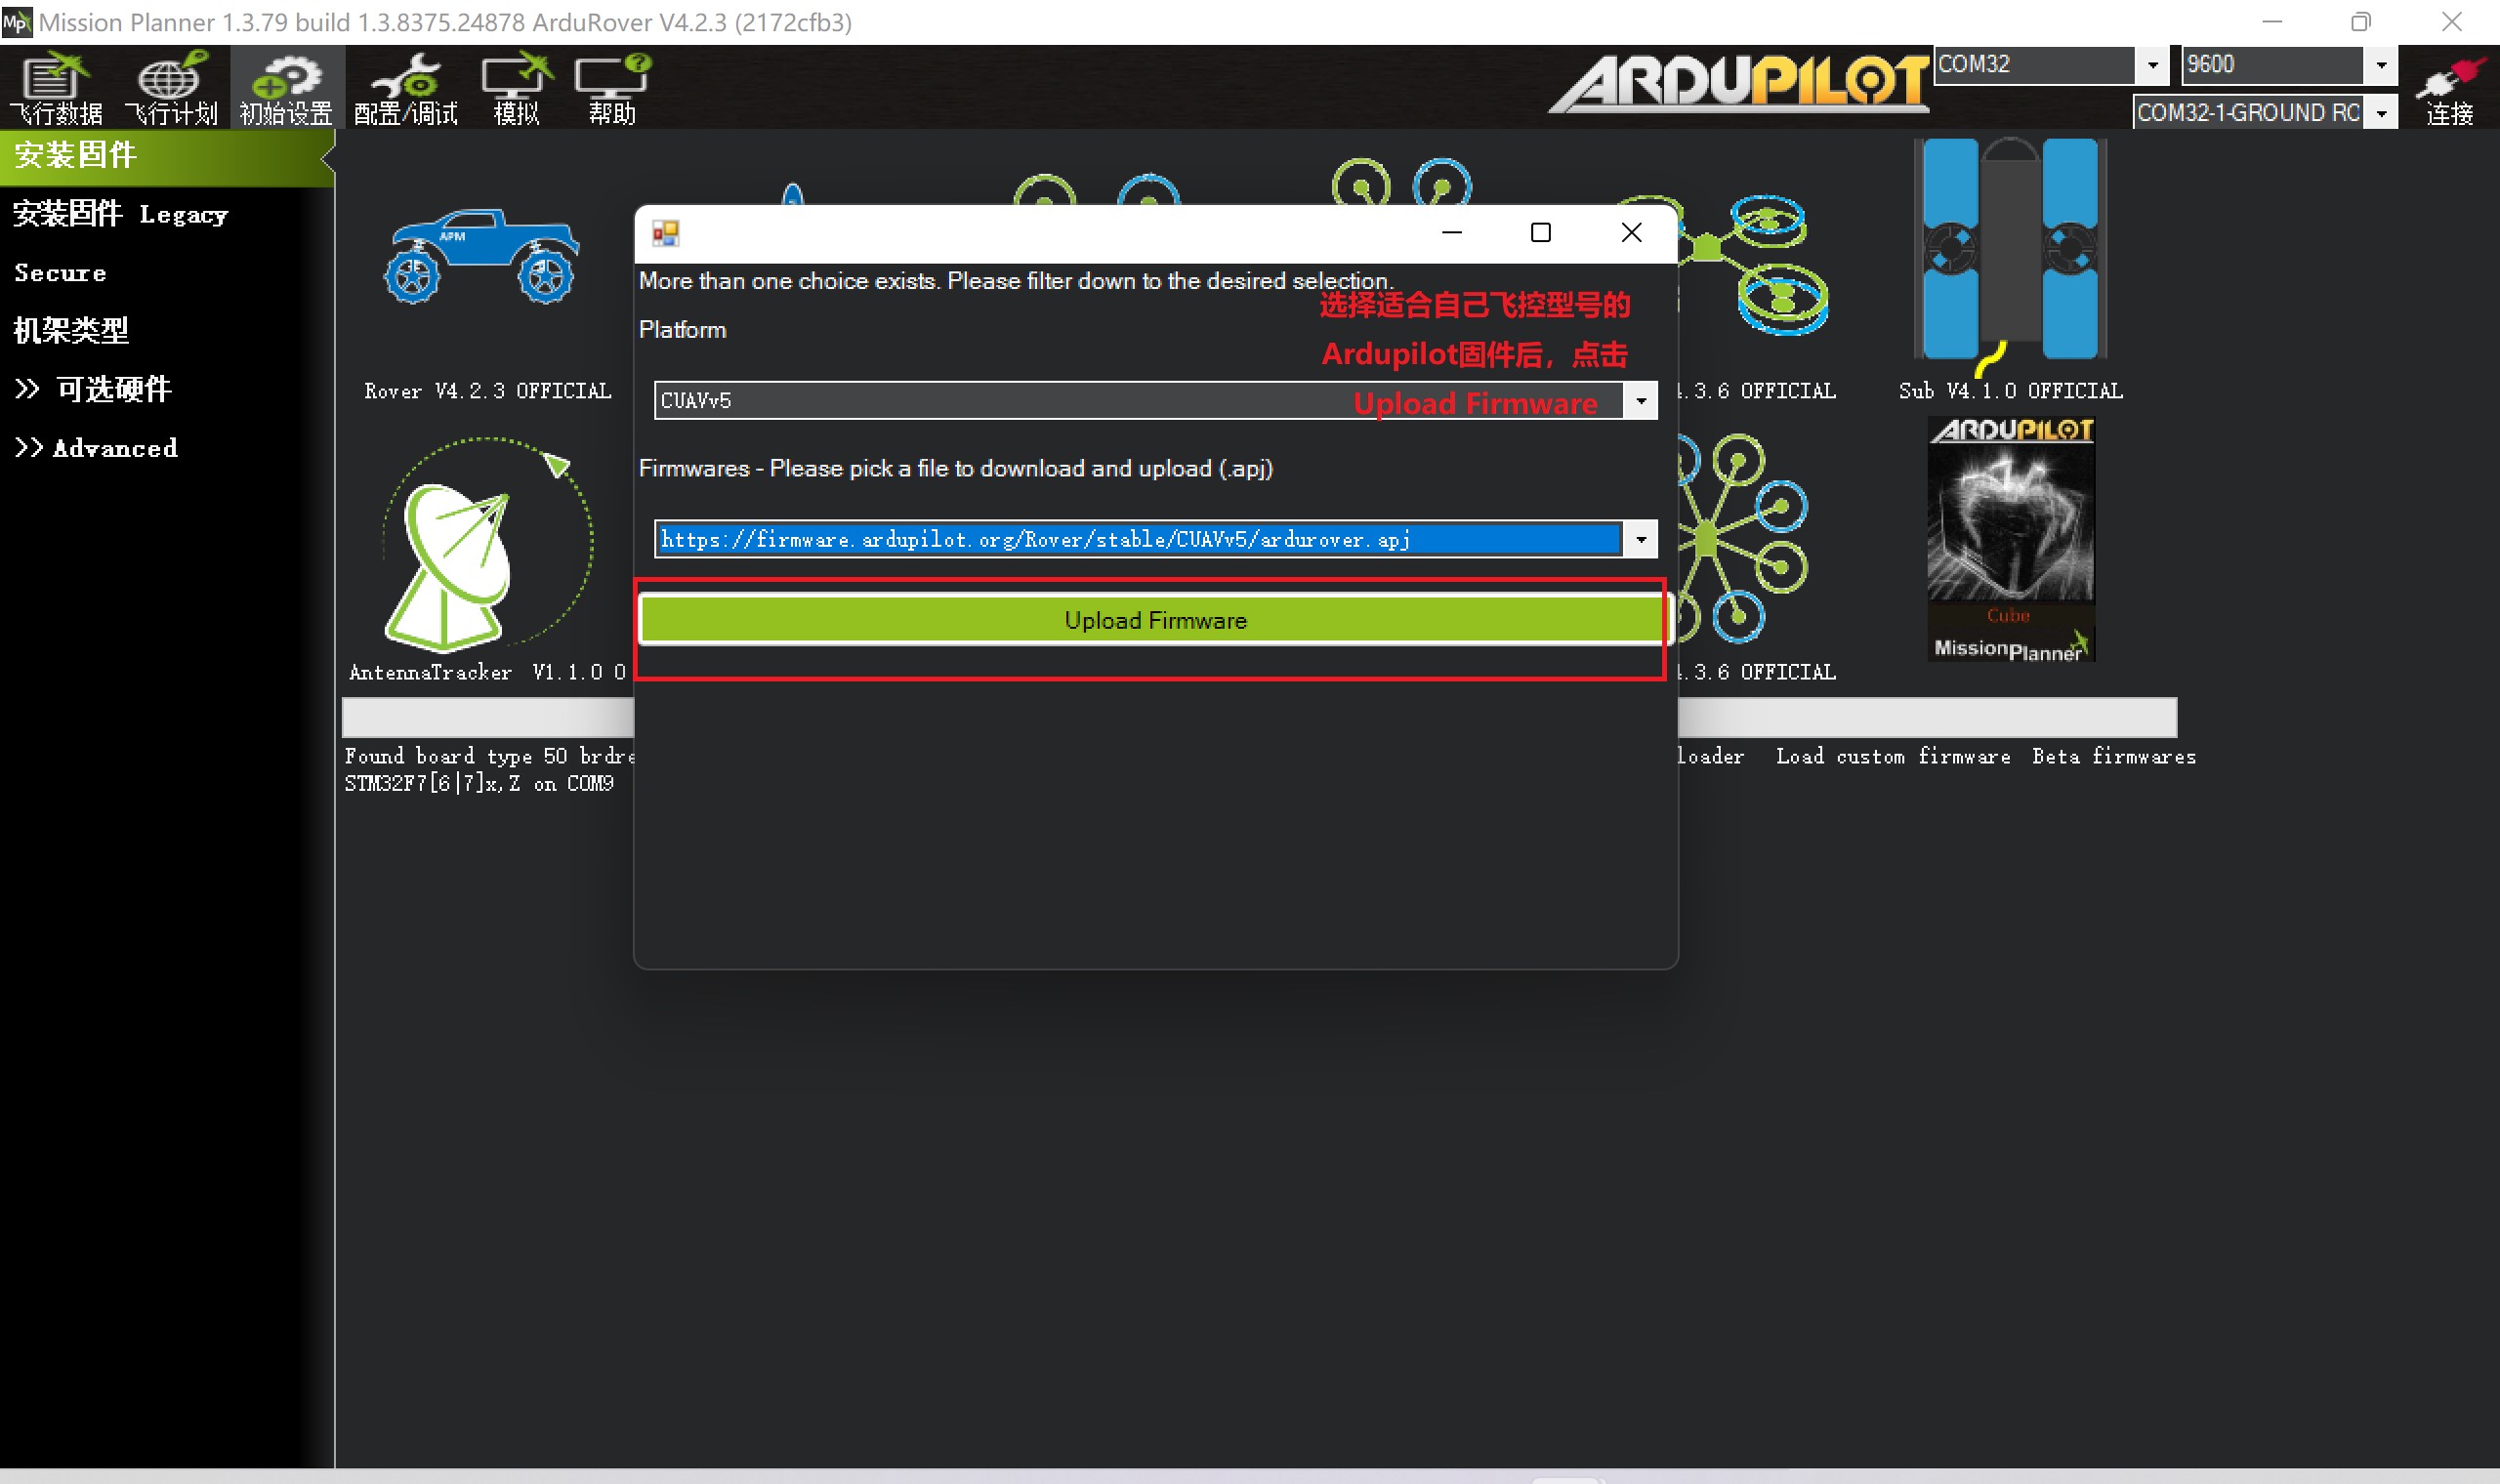 Mission Planner 1.3.79 build 1.3.8375.24878 ArduRover V4.2.3 (2172cfb3)
飞行数据
飞行计划
初始设置
配置/调试
模拟
帮助
ARDUPILOT
COM32
9600
COM32-1-GROUND RO
连接
安装固件
安装固件 Legacy
Secure
机架类型
>> 可选硬件
>> Advanced
APM
Rover V4.2.3 OFFICIAL
.3.6 OFFICIAL
Sub V4.1.0 OFFICIAL
More than one choice exists. Please filter down to the desired selection.
选择适合自己飞控型号的
Ardupilot固件后，点击
Upload Firmware
Platform
CUAVv5
Firmwares - Please pick a file to download and upload (.apj)
https://firmware.ardupilot.org/Rover/stable/CUAVv5/ardurover.apj
Upload Firmware
ARDUPILOT
Cube
MissionPlanner
AntennaTracker V1.1.0 O
.3.6 OFFICIAL
Found board type 50 brdre
STM32F7[6|7]x,Z on COM9
loader
Load custom firmware
Beta firmwares